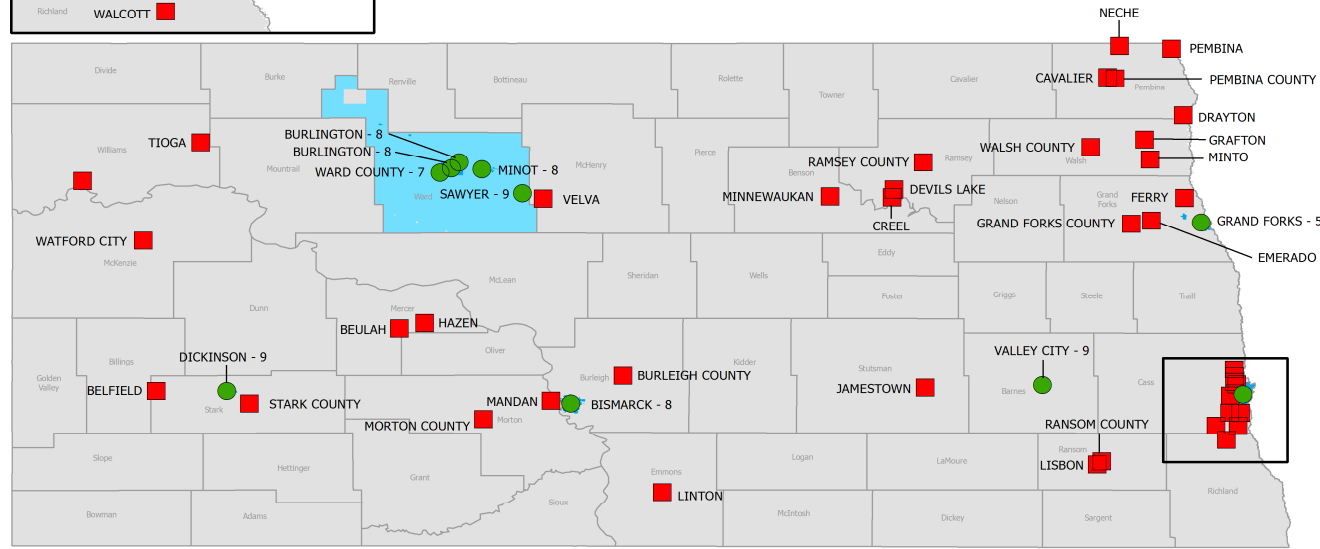 Richland
WALCOTT
NECHE
PEMBINA
CAVALIER
PEMBINA COUNTY
Pembina
Divide
Burke
Renville
Bottineau
Rolette
Towner
Cavalier
DRAYTON
TIOGA
Williams
BURLINGTON - 8
BURLINGTON - 8
WARD COUNTY - 7
MINOT - 8
SAWYER - 9
VELVA
Mountrail
Ward
McHenry
Pierce
Benson
RAMSEY COUNTY
Ramsey
WALSH COUNTY
Walsh
GRAFTON
MINTO
MINNEWAUKAN
DEVILS LAKE
CREEL
Nelson
Grand
Forks
FERRY
GRAND FORKS COUNTY
GRAND FORKS - 5
EMERADO
WATFORD CITY
McKenzie
Dunn
McLean
Sheridan
Wells
Eddy
Foster
Griggs
Steele
Traill
Mercer
BEULAH
HAZEN
Oliver
Golden
Valley
Billings
DICKINSON - 9
BELFIELD
Stark
STARK COUNTY
MORTON COUNTY
Morton
MANDAN
BISMARCK - 8
Burleigh
BURLEIGH COUNTY
Kidder
Stutsman
JAMESTOWN
VALLEY CITY - 9
Barnes
Cass
RANSOM COUNTY
Ransom
LISBON
Slope
Hettinger
Grant
Sioux
Emmons
LINTON
Logan
LaMoure
Richland
Bowman
Adams
McIntosh
Dickey
Sargent